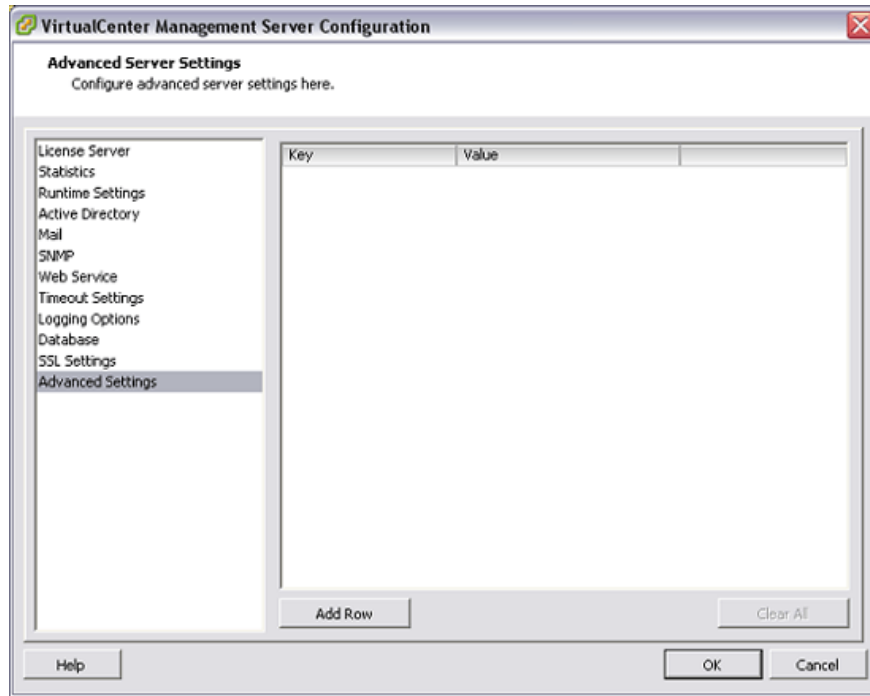 VirtualCenter Management Server Configuration
Advanced Server Settings
Configure advanced server settings here.
License Server
Statistics
Runtime Settings
Active Directory
Mail
SNMP
Web Service
Timeout Settings
Logging Options
Database
SSL Settings
Advanced Settings
Key Value
Add Row Clear All
Help OK Cancel